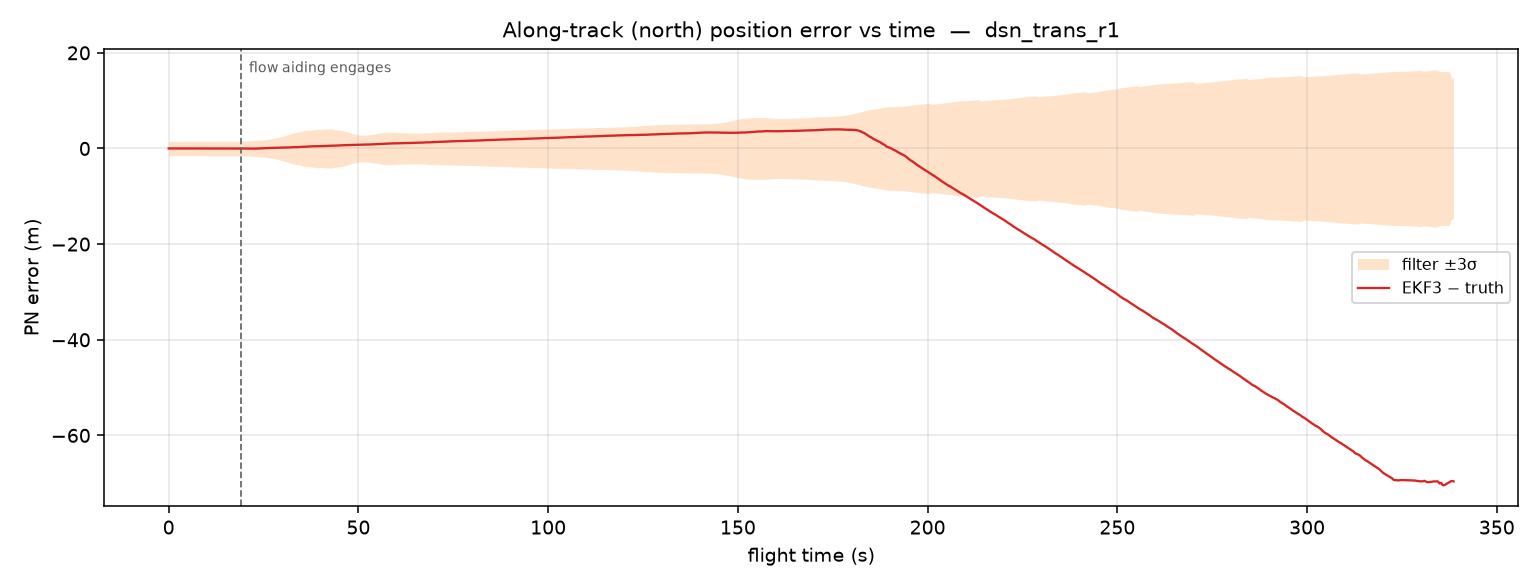 Along-track (north) position error vs time — dsn_trans_r1
flow aiding engages
PN error (m)
20
0
−20
−40
−60
filter ±3σ
EKF3 − truth
0
50
100
150
200
250
300
350
flight time (s)